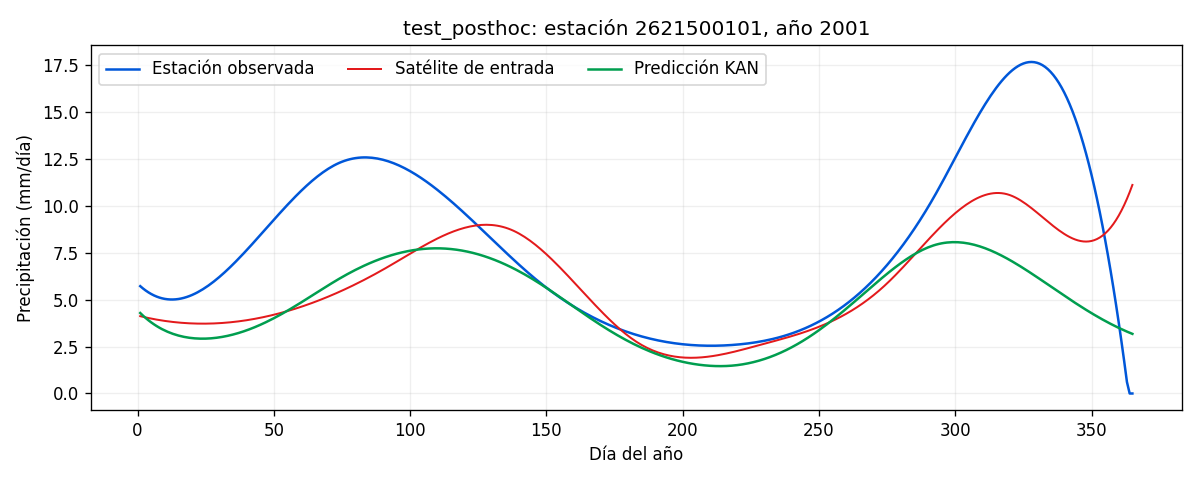 test_posthoc: estación 2621500101, año 2001
Estación observada
Satélite de entrada
Predicción KAN
Precipitación (mm/día)
17.5
15.0
12.5
10.0
7.5
5.0
2.5
0.0
0
50
100
150
200
250
300
350
Día del año